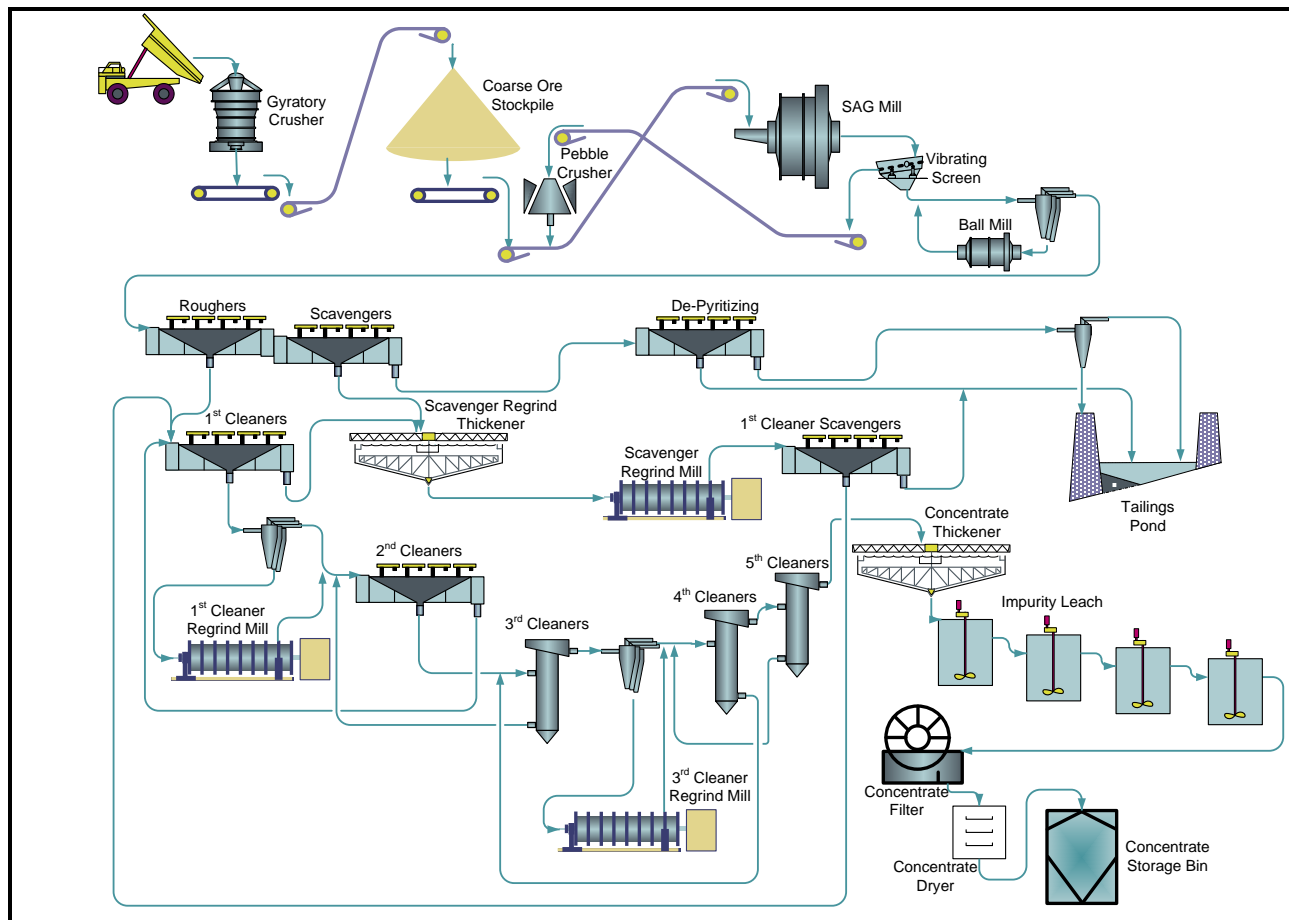 Gyratory
Crusher
Coarse Ore
Stockpile
Pebble
Crusher
SAG Mill
Vibrating
Screen
Ball Mill
Roughers
Scavengers
De-Pyritizing
1st Cleaners
Scavenger Regrind
Thickener
Scavenger
Regrind Mill
1st Cleaner Scavengers
Tailings
Pond
2nd Cleaners
1st Cleaner
Regrind Mill
3rd Cleaners
4th Cleaners
5th Cleaners
Concentrate
Thickener
Impurity Leach
3rd Cleaner
Regrind Mill
Concentrate
Filter
Concentrate
Dryer
Concentrate
Storage Bin